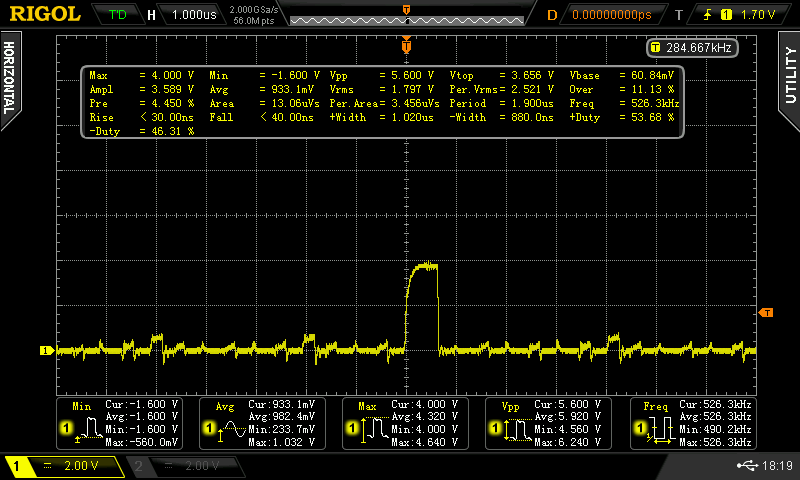 RIGOL T'D H 1.000us 2.000GSa/s 56.0M pts D 0.00000000ps T 1 1.70 V
HORIZONTAL
UTILITY
T 284.667kHz
Max = 4.000 V Min = -1.600 V Vpp = 5.600 V Vtop = 3.656 V Vbase = 60.84mV
Ampl = 3.589 V Avg = 933.1mV Vrms = 1.797 V Per.Vrms= 2.521 V Over = 11.13 %
Pre = 4.450 % Area = 13.06uVs Per.Area= 3.456uVs Period = 1.900us Freq = 526.3kHz
Rise < 30.00ns Fall < 40.00ns +Width = 1.020us -Width = 880.0ns +Duty = 53.68 %
-Duty = 46.31 %
T
1
Min Cur:-1.600 V
Avg:-1.600 V
1 Min:-1.600 V
Max:-560.0mV
Avg Cur:933.1mV
Avg:982.4mV
1 Min:233.7mV
Max:1.032 V
Max Cur:4.000 V
Avg:4.320 V
1 Min:4.000 V
Max:4.640 V
Vpp Cur:5.600 V
Avg:5.920 V
1 Min:4.560 V
Max:6.240 V
Freq Cur:526.3kHz
Avg:526.3kHz
1 Min:490.2kHz
Max:526.3kHz
1 2.00 V 2 2.00 V 18:19